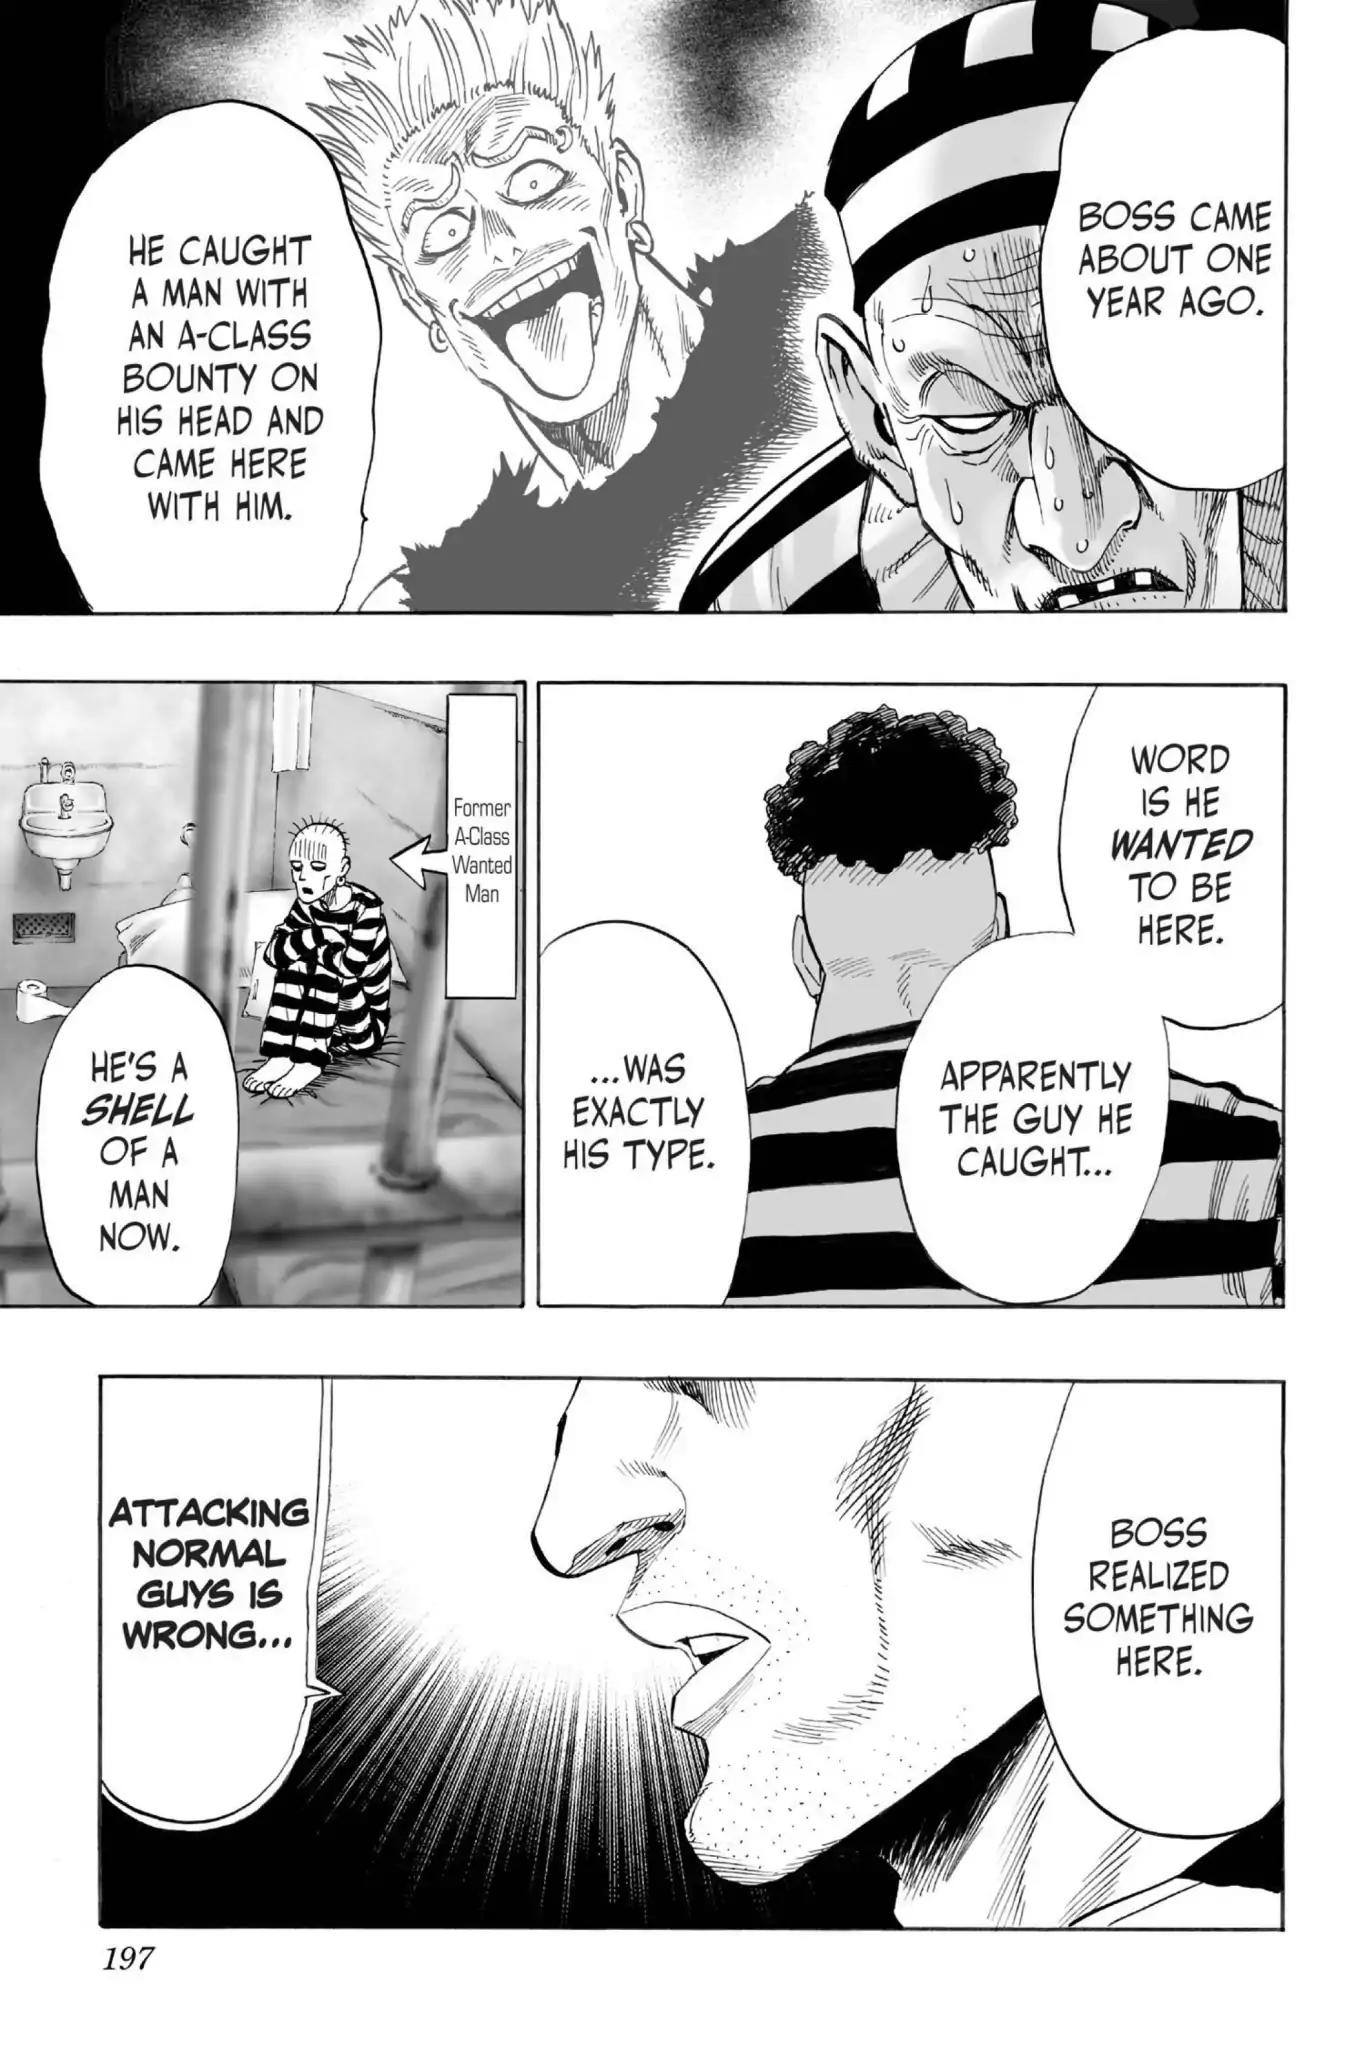 BOSS CAME
ABOUT ONE
YEAR AGO.
HE CAUGHT
A MAN WITH
AN A-CLASS
BOUNTY ON
HIS HEAD AND
CAME HERE
WITH HIM.
WORD
IS HE
WANTED
TO BE
HERE.
APPARENTLY
THE GUY HE
CAUGHT...
...WAS
EXACTLY
HIS TYPE.
Former
A-Class
Wanted
Man
HE'S A
SHELL
OF A
MAN
NOW.
BOSS
REALIZED
SOMETHING
HERE.
ATTACKING
NORMAL
GUYS IS
WRONG...
197